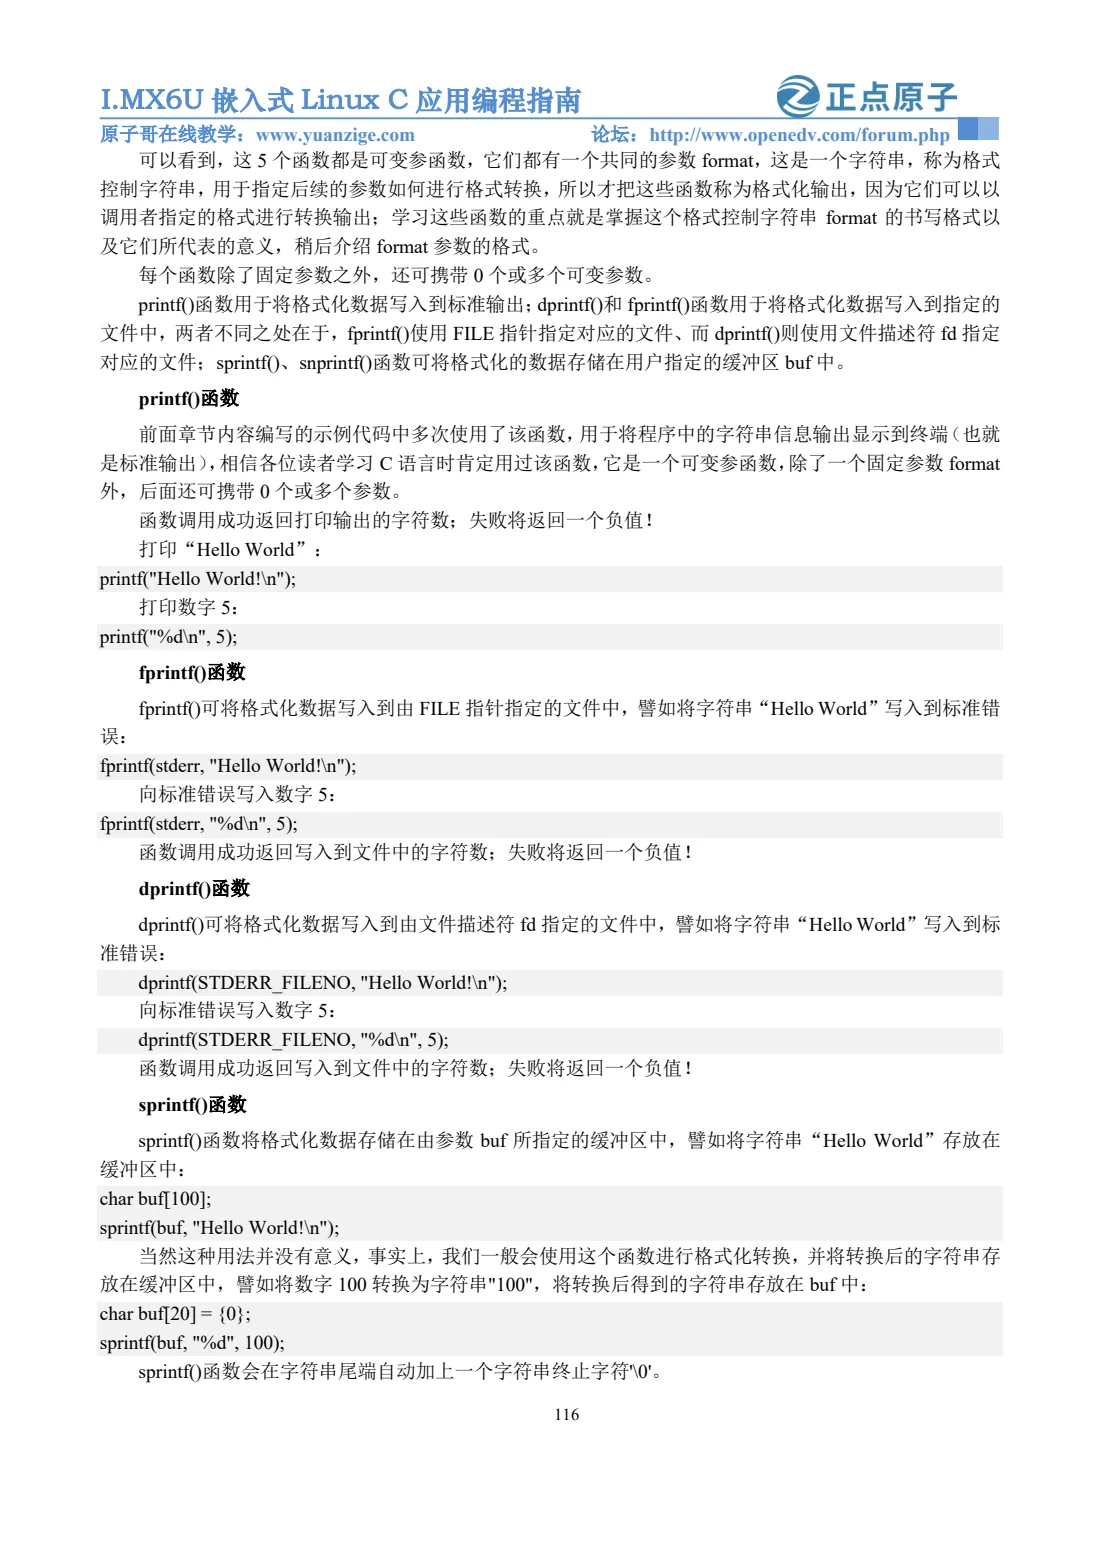 I.MX6U 嵌入式 Linux C 应用编程指南
正点原子
原子哥在线教学：www.yuanzige.com 论坛：http://www.openedv.com/forum.php
可以看到，这 5 个函数都是可变参函数，它们都有一个共同的参数 format，这是一个字符串，称为格式
控制字符串，用于指定后续的参数如何进行格式转换，所以才把这些函数称为格式化输出，因为它们可以以
调用者指定的格式进行转换输出；学习这些函数的重点就是掌握这个格式控制字符串 format 的书写格式以
及它们所代表的意义，稍后介绍 format 参数的格式。
每个函数除了固定参数之外，还可携带 0 个或多个可变参数。
printf()函数用于将格式化数据写入到标准输出；dprintf()和 fprintf()函数用于将格式化数据写入到指定的
文件中，两者不同之处在于，fprintf()使用 FILE 指针指定对应的文件、而 dprintf()则使用文件描述符 fd 指定
对应的文件；sprintf()、snprintf()函数可将格式化的数据存储在用户指定的缓冲区 buf 中。
printf()函数
前面章节内容编写的示例代码中多次使用了该函数，用于将程序中的字符串信息输出显示到终端（也就
是标准输出），相信各位读者学习 C 语言时肯定用过该函数，它是一个可变参函数，除了一个固定参数 format
外，后面还可携带 0 个或多个参数。
函数调用成功返回打印输出的字符数；失败将返回一个负值！
打印“Hello World”：
printf("Hello World!\n");
打印数字 5：
printf("%d\n", 5);
fprintf()函数
fprintf()可将格式化数据写入到由 FILE 指针指定的文件中，譬如将字符串“Hello World”写入到标准错
误：
fprintf(stderr, "Hello World!\n");
向标准错误写入数字 5：
fprintf(stderr, "%d\n", 5);
函数调用成功返回写入到文件中的字符数；失败将返回一个负值！
dprintf()函数
dprintf()可将格式化数据写入到由文件描述符 fd 指定的文件中，譬如将字符串“Hello World”写入到标
准错误：
dprintf(STDERR_FILENO, "Hello World!\n");
向标准错误写入数字 5：
dprintf(STDERR_FILENO, "%d\n", 5);
函数调用成功返回写入到文件中的字符数；失败将返回一个负值！
sprintf()函数
sprintf()函数将格式化数据存储在由参数 buf 所指定的缓冲区中，譬如将字符串“Hello World”存放在
缓冲区中：
char buf[100];
sprintf(buf, "Hello World!\n");
当然这种用法并没有意义，事实上，我们一般会使用这个函数进行格式化转换，并将转换后的字符串存
放在缓冲区中，譬如将数字 100 转换为字符串"100"，将转换后得到的字符串存放在 buf 中：
char buf[20] = {0};
sprintf(buf, "%d", 100);
sprintf()函数会在字符串尾端自动加上一个字符串终止字符'\0'。
116